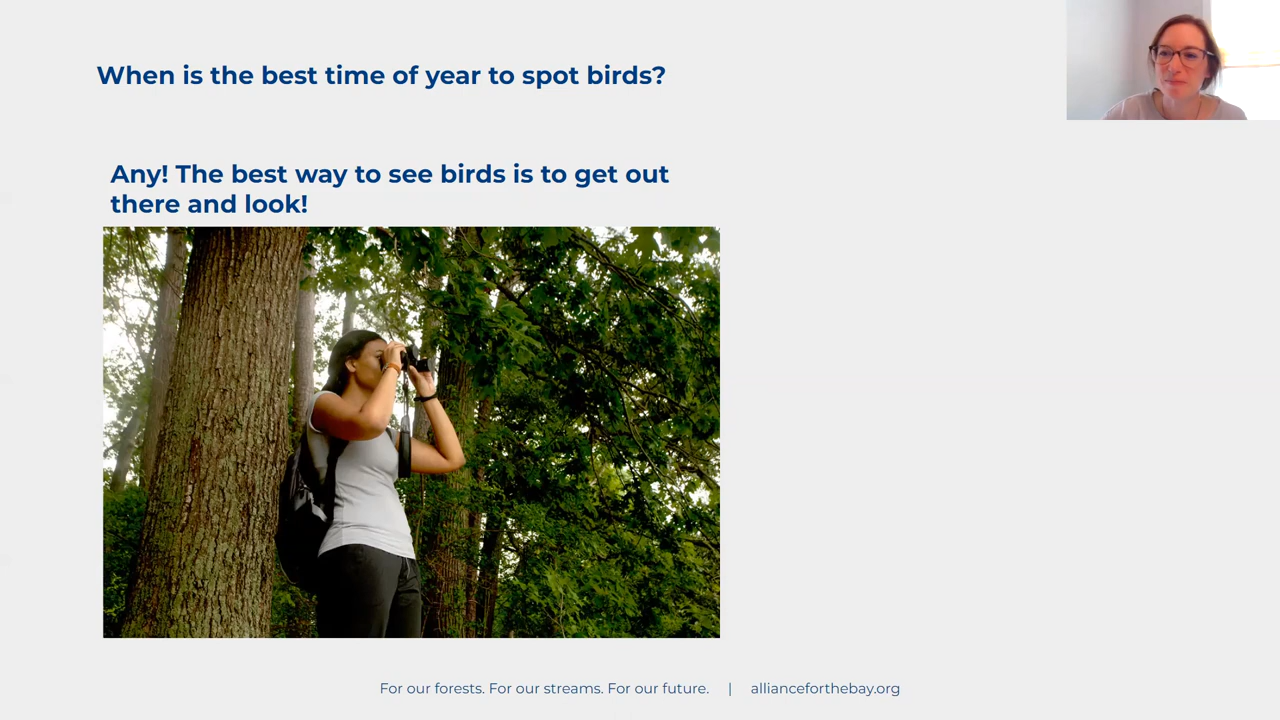 When is the best time of year to spot birds?
Any! The best way to see birds is to get out
there and look!
For our forests. For our streams. For our future. | allianceforthebay.org